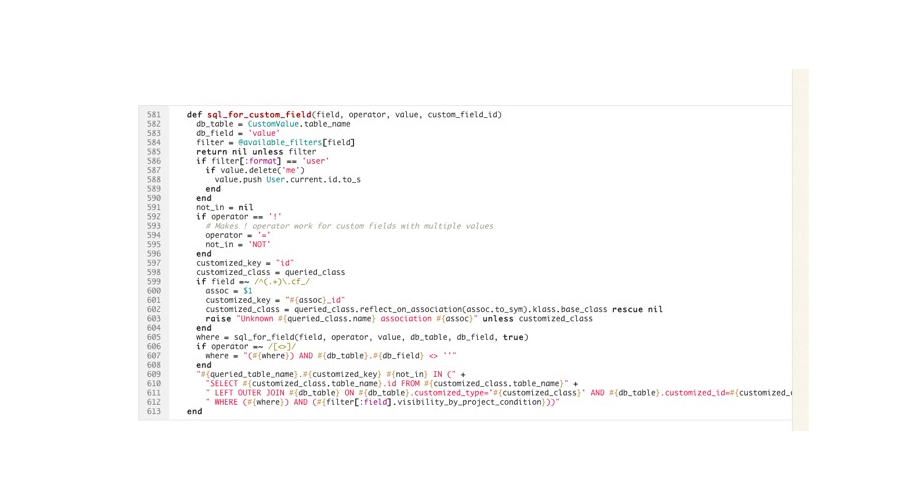 581 def sql_for_custom_field(field, operator, value, custom_field_id)
582 db_table = CustomValue.table_name
583 db_field = 'value'
584 filter = @available_filters[field]
585 return nil unless filter
586 if filter[:format] == 'user'
587 if value.delete('me')
588 value.push User.current.id.to_s
589 end
590 end
591 not_in = nil
592 if operator == '!'
593 # Makes ! operator work for custom fields with multiple values
594 operator = '='
595 not_in = 'NOT'
596 end
597 customized_key = "id"
598 customized_class = queried_class
599 if field =~ /^(.+)\.cf_/
600 assoc = $1
601 customized_key = "#{assoc}_id"
602 customized_class = queried_class.reflect_on_association(assoc.to_sym).klass.base_class rescue nil
603 raise "Unknown #{queried_class.name} association #{assoc}" unless customized_class
604 end
605 where = sql_for_field(field, operator, value, db_table, db_field, true)
606 if operator =~ /[<>]/
607 where = "(#{where}) AND #{db_table}.#{db_field} <> ''"
608 end
609 "#{queried_table_name}.#{customized_key} #{not_in} IN (" +
610 "SELECT #{customized_class.table_name}.id FROM #{customized_class.table_name}" +
611 " LEFT OUTER JOIN #{db_table} ON #{db_table}.customized_type='#{customized_class}' AND #{db_table}.customized_id=#{customized_c
612 " WHERE (#{where}) AND (#{filter[:field].visibility_by_project_condition}))"
613 end